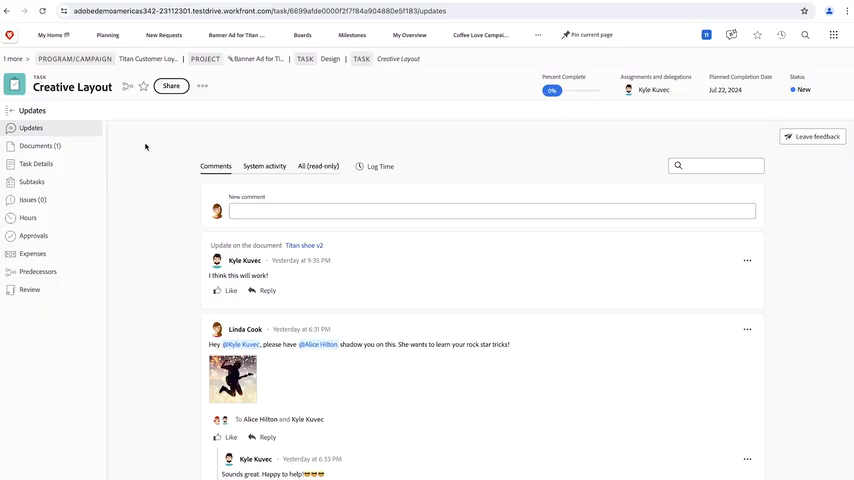 adobedemoamericas342-23112301.testdrive.workfront.com/task/6699afde0000f2f7f84a904880e5f183/updates
My Home
Planning
New Requests
Banner Ad for Titan ...
Boards
Milestones
My Overview
Coffee Love Campai...
Pin current page
11
1 more >
PROGRAM/CAMPAIGN
Titan Customer Loy...
PROJECT
Banner Ad for Ti...
TASK
Design
TASK
Creative Layout
TASK
Creative Layout
Share
Percent Complete
0%
Assignments and delegations
Kyle Kuvec
Planned Completion Date
Jul 22, 2024
Status
New
Updates
Updates
Documents (1)
Task Details
Subtasks
Issues (0)
Hours
Approvals
Expenses
Predecessors
Review
Leave feedback
Comments
System activity
All (read-only)
Log Time
New comment
Update on the document Titan shoe v2
Kyle Kuvec • Yesterday at 9:35 PM
I think this will work!
Like
Reply
Linda Cook • Yesterday at 6:31 PM
Hey @Kyle Kuvec, please have @Alice Hilton shadow you on this. She wants to learn your rock star tricks!
To Alice Hilton and Kyle Kuvec
Like
Reply
Kyle Kuvec • Yesterday at 6:33 PM
Sounds great. Happy to help!😎😎😎